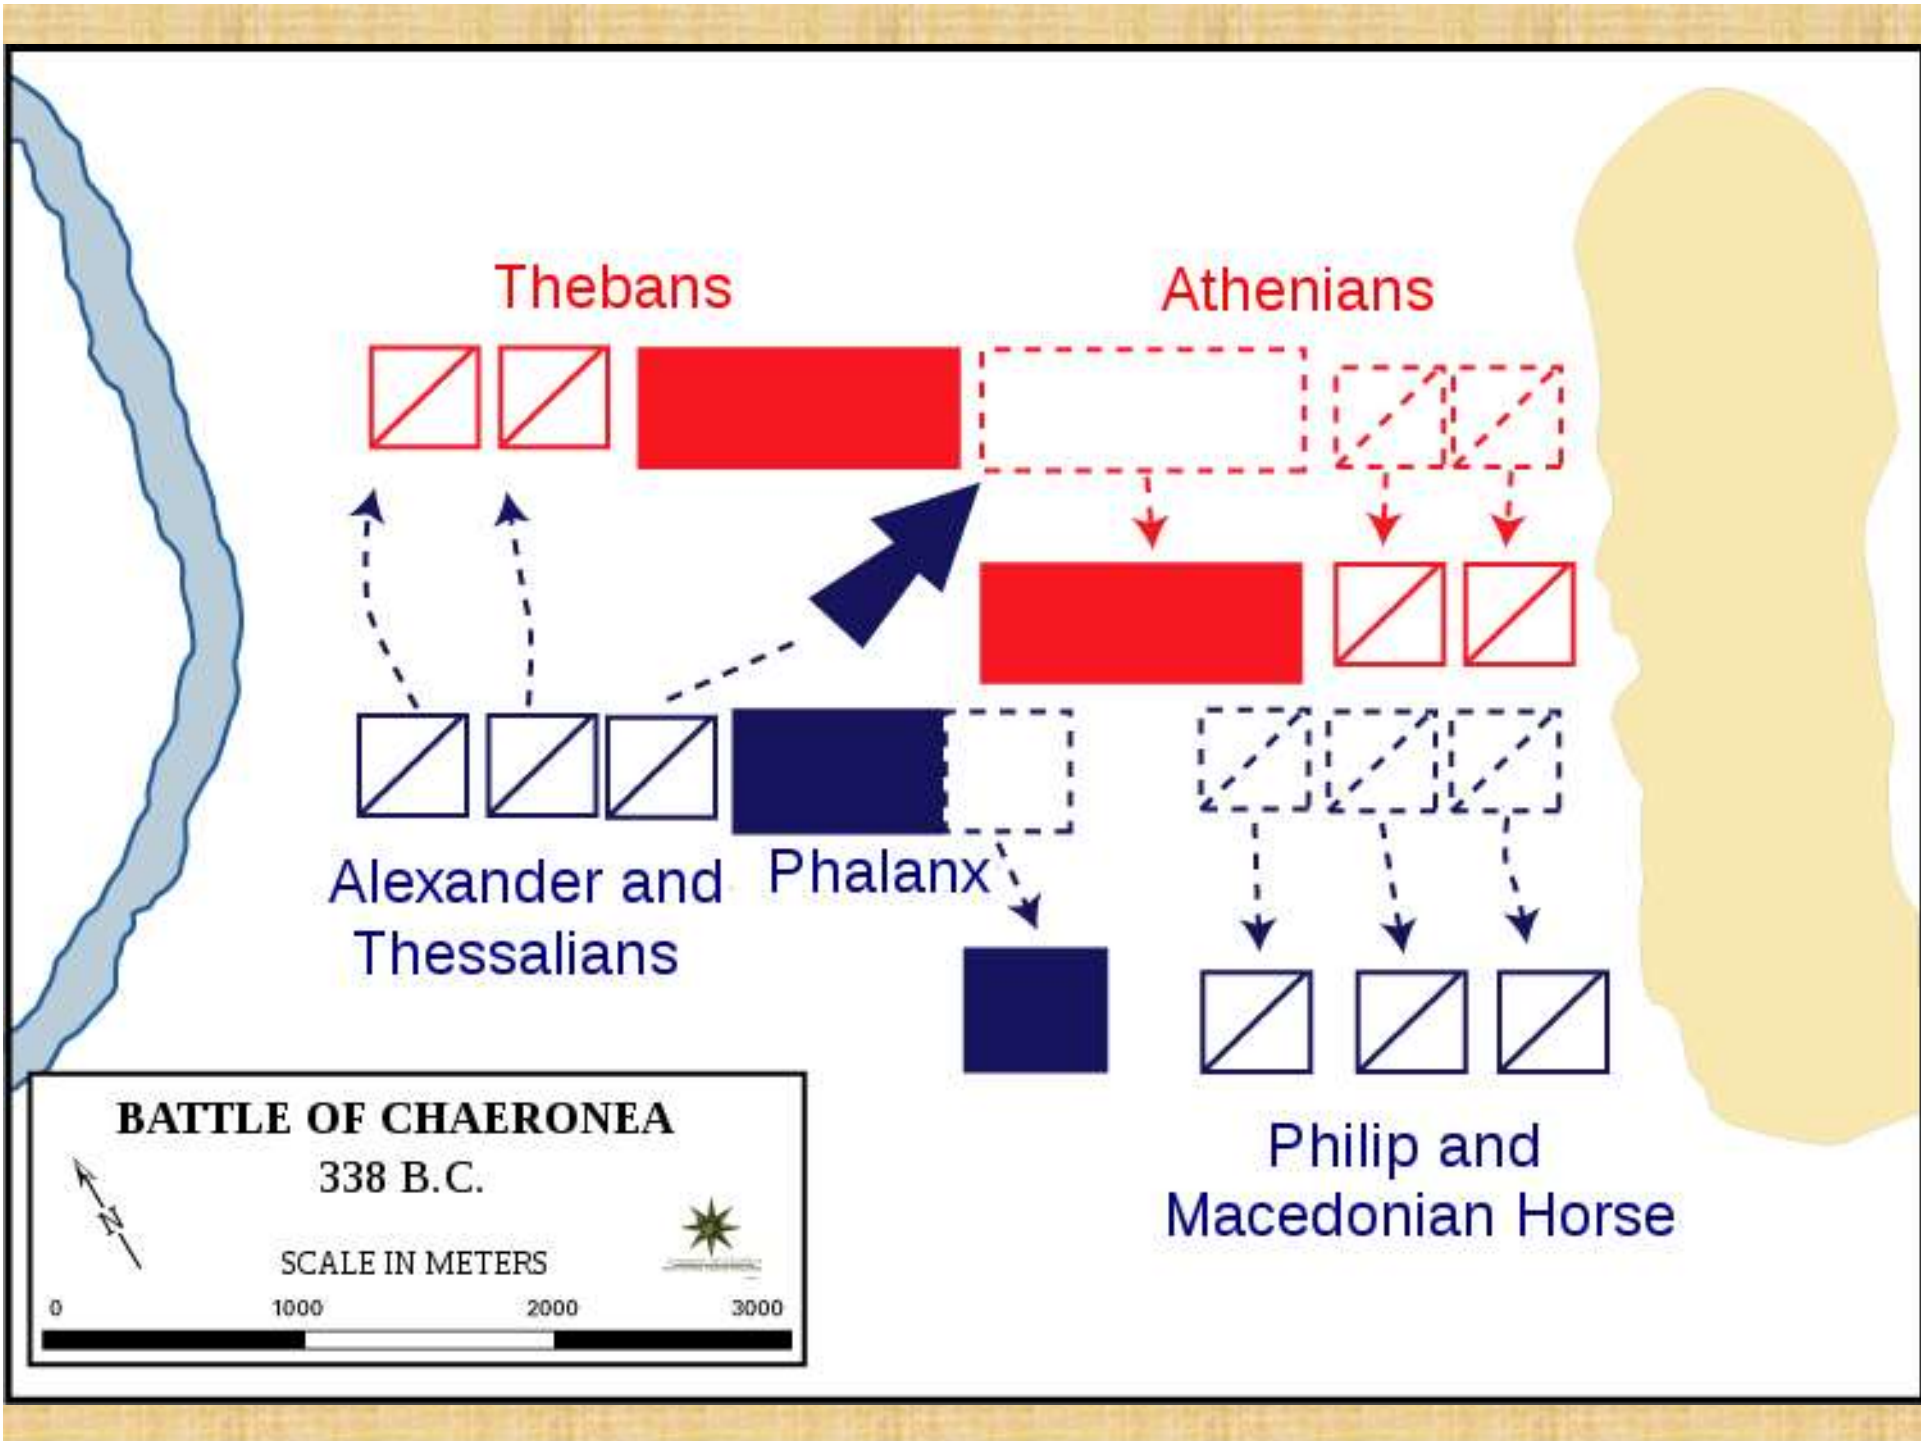 Thebans
Athenians
Alexander and
Thessalians
Phalanx
Philip and
Macedonian Horse
BATTLE OF CHAERONEA
338 B.C.
N
SCALE IN METERS
0 1000 2000 3000